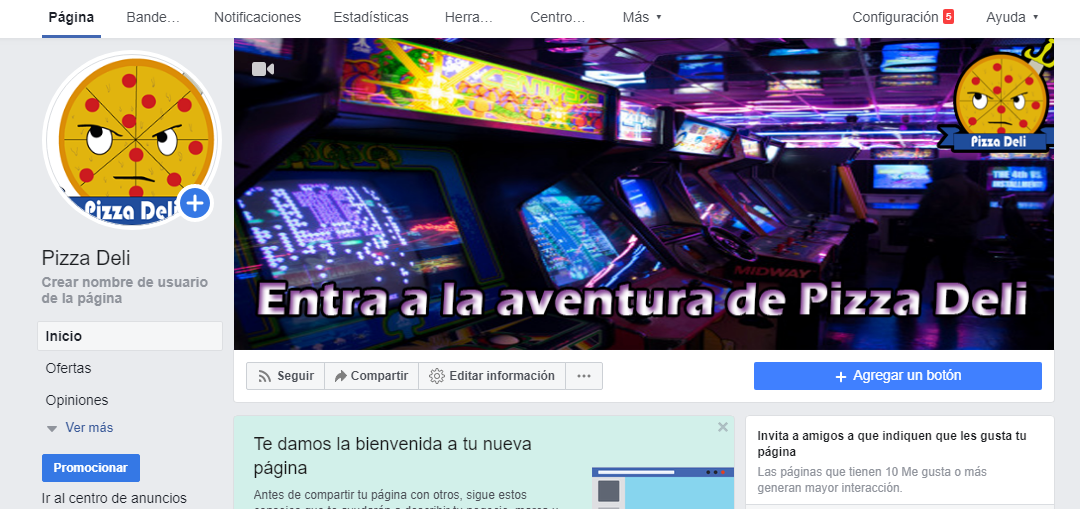 Página Bande… Notificaciones Estadísticas Herra… Centro… Más Configuración 5 Ayuda
Pizza Deli
Pizza Deli
Entra a la aventura de Pizza Deli
MIDWAY
Pizza Deli
Crear nombre de usuario
de la página
Inicio
Ofertas
Opiniones
Ver más
Promocionar
Ir al centro de anuncios
Seguir Compartir Editar información ...
+ Agregar un botón
Te damos la bienvenida a tu nueva
página
Antes de compartir tu página con otros, sigue estos
Invita a amigos a que indiquen que les gusta tu
página
Las páginas que tienen 10 Me gusta o más
generan mayor interacción.